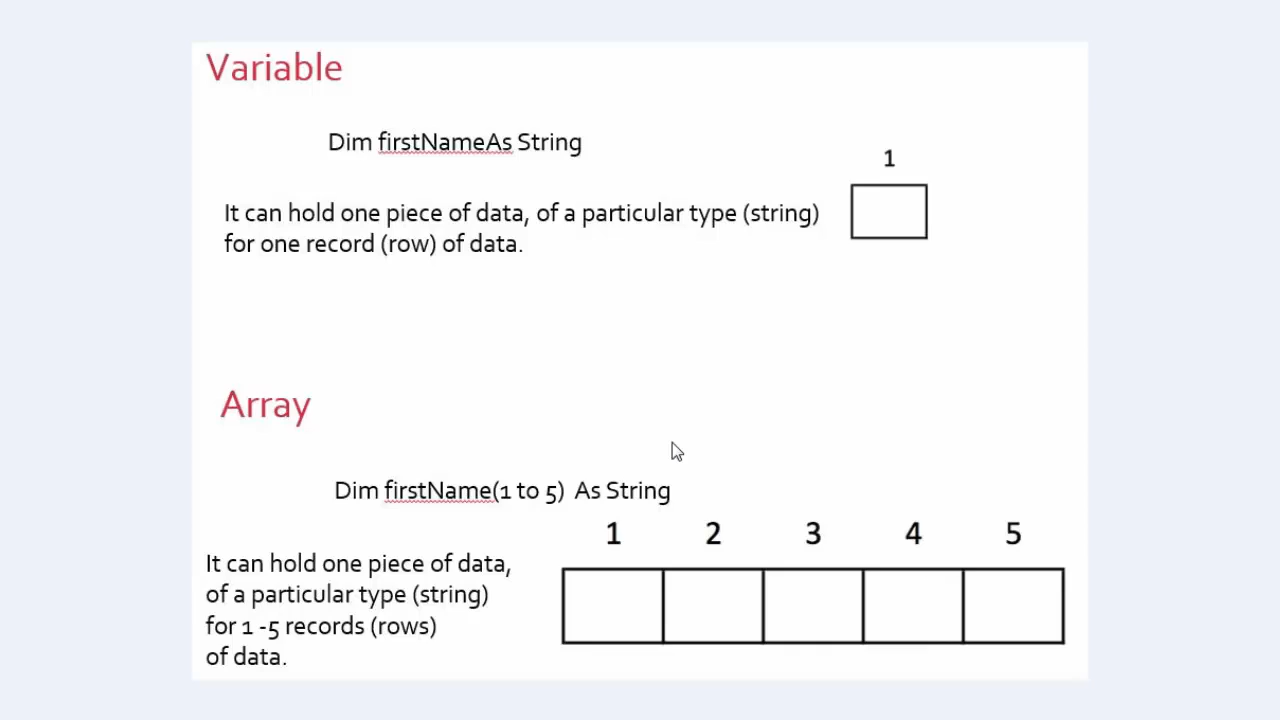 Variable
Dim firstNameAs String
1
It can hold one piece of data, of a particular type (string)
for one record (row) of data.
Array
Dim firstName(1 to 5) As String
1 2 3 4 5
It can hold one piece of data,
of a particular type (string)
for 1 -5 records (rows)
of data.